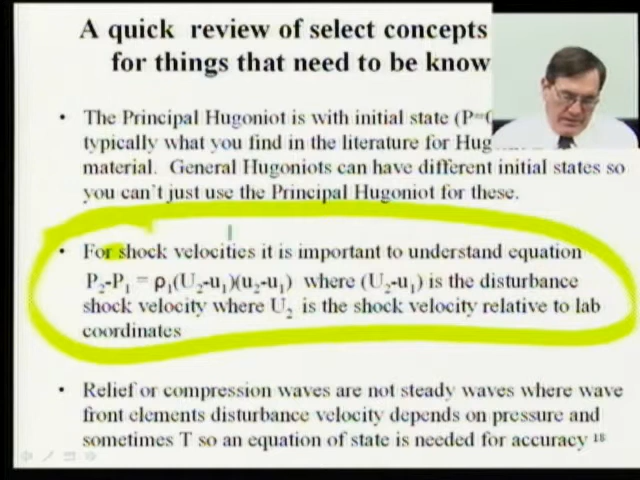 A quick review of select concepts
for things that need to be know
• The Principal Hugoniot is with initial state (P=
typically what you find in the literature for Hug
material. General Hugoniots can have different initial states so
you can't just use the Principal Hugoniot for these.
• For shock velocities it is important to understand equation
P₂-P₁ = ρ₁(U₂-u₁)(u₂-u₁) where (U₂-u₁) is the disturbance
shock velocity where U₂ is the shock velocity relative to lab
coordinates
• Relief or compression waves are not steady waves where wave
front elements disturbance velocity depends on pressure and
sometimes T so an equation of state is needed for accuracy 18